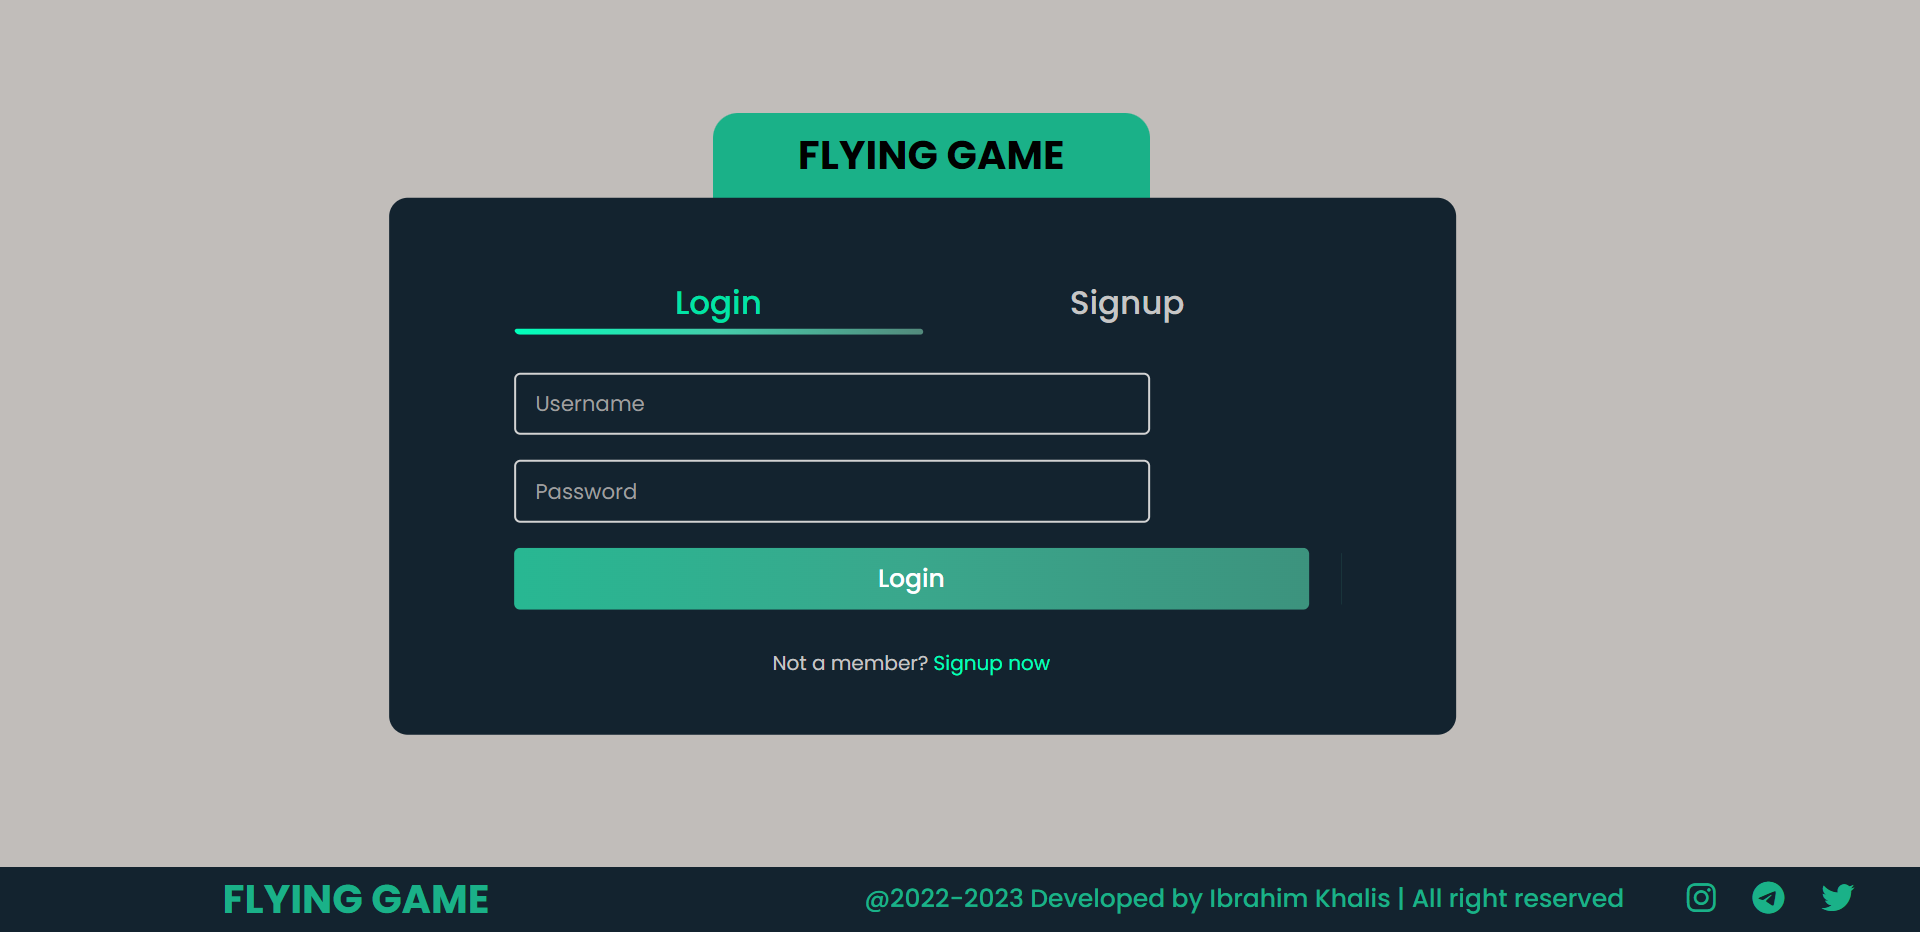 FLYING GAME
Login
Signup
Username
Password
Login
Not a member? Signup now
FLYING GAME
@2022-2023 Developed by Ibrahim Khalis | All right reserved